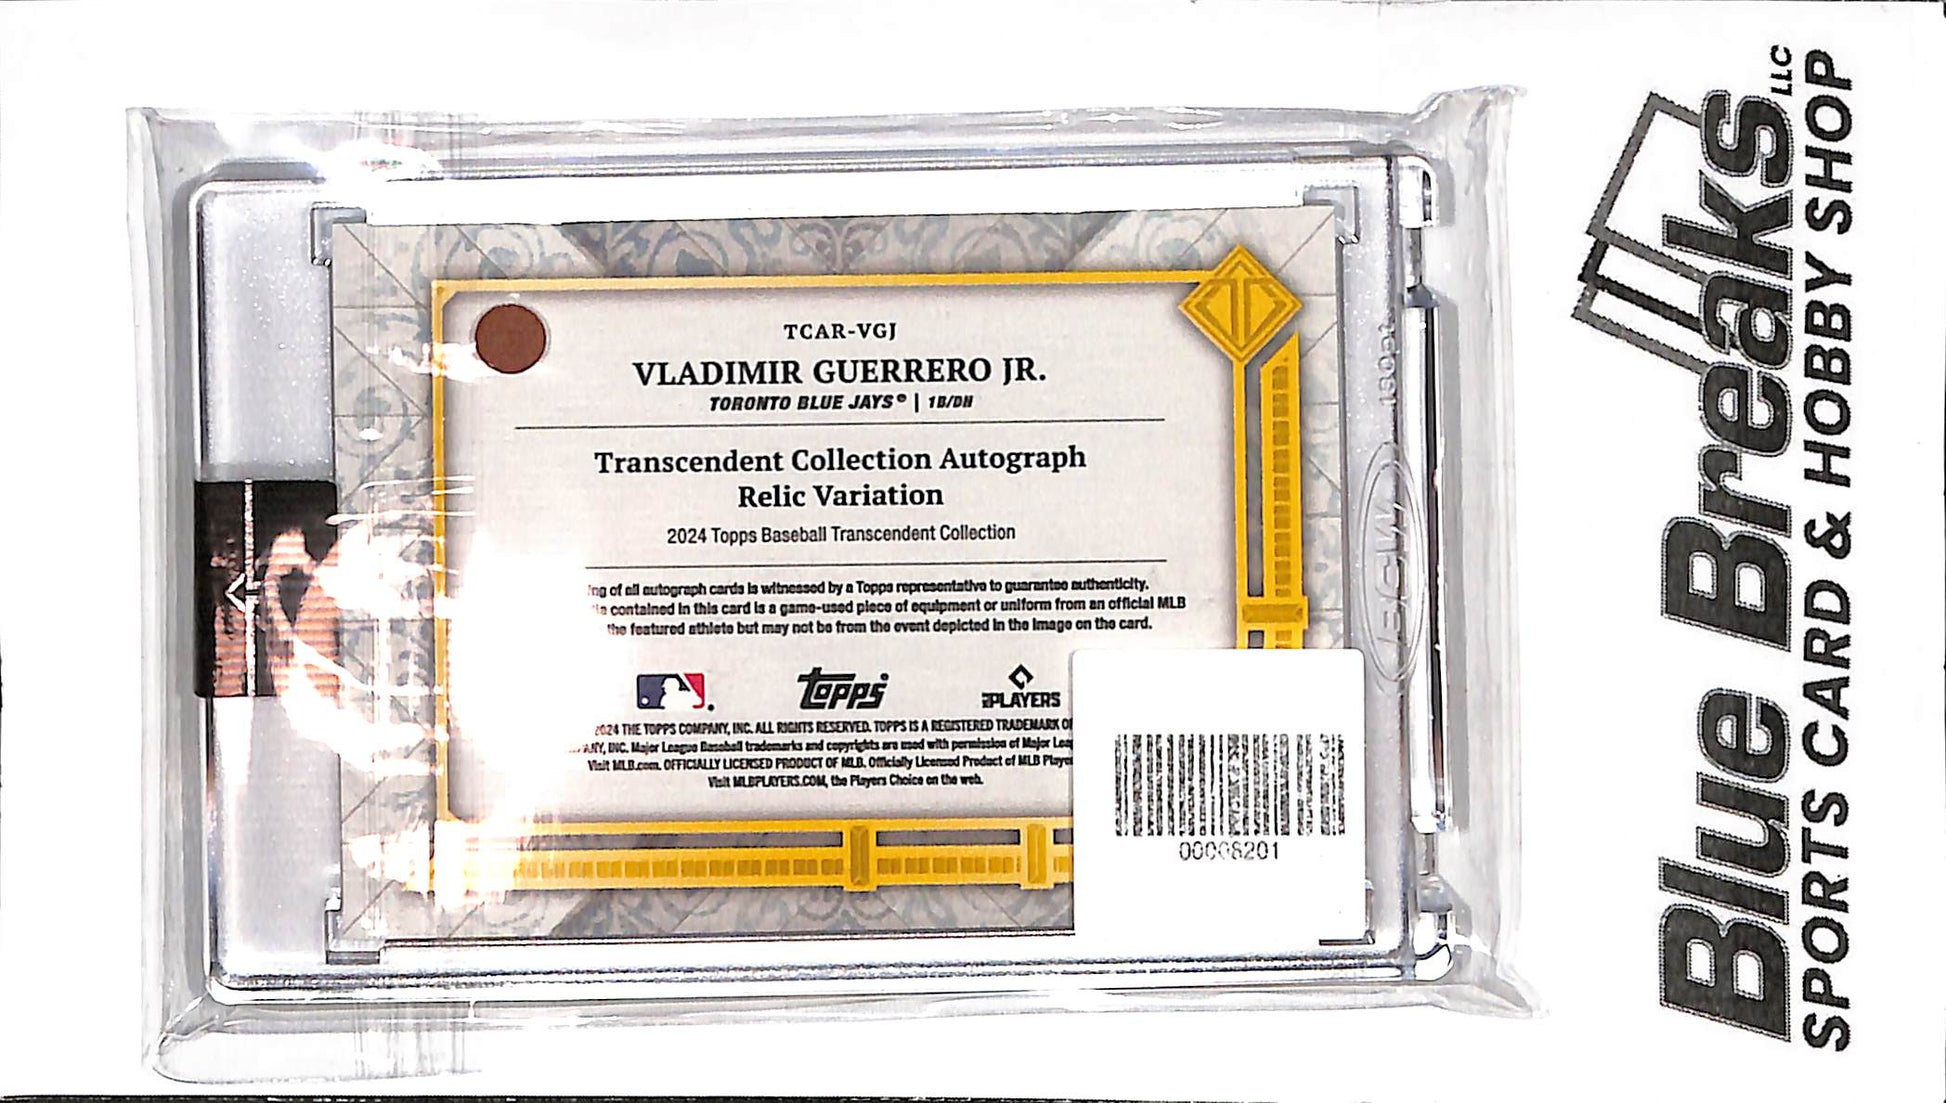 TCAR-VGJ
VLADIMIR GUERRERO JR.
TORONTO BLUE JAYS® | 1B/DH
Transcendent Collection Autograph
Relic Variation
2024 Topps Baseball Transcendent Collection
of all autograph cards is witnessed by a Topps representative to guarantee authenticity.
contained in this card is a game-used piece of equipment or uniform from an official MLB
the featured athlete but may not be from the event depicted in the image on the card.
topps
PLAYERS
2024 THE TOPPS COMPANY, INC. ALL RIGHTS RESERVED. TOPPS IS A REGISTERED TRADEMARK OF
INC. Major League Baseball trademarks and copyrights are used with permission of Major
Visit MLB.com. OFFICIALLY LICENSED PRODUCT OF MLB. Officially Licensed Product of MLB
Visit MLBPLAYERS.COM, the Players Choice on the web.
Blue Breaks LLC
SPORTS CARD & HOBBY SHOP